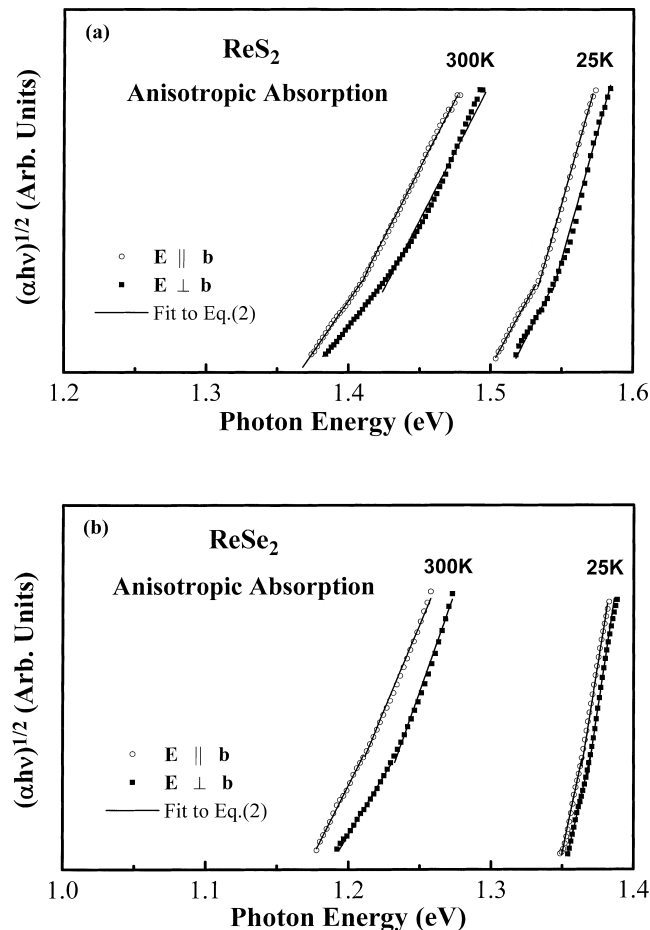 (a)
ReS2
Anisotropic Absorption
300K
25K
E ∥ b
E ⊥ b
Fit to Eq.(2)
(αhν)1/2 (Arb. Units)
1.2 1.3 1.4 1.5 1.6
Photon Energy (eV)
(b)
ReSe2
Anisotropic Absorption
300K
25K
E ∥ b
E ⊥ b
Fit to Eq.(2)
(αhν)1/2 (Arb. Units)
1.0 1.1 1.2 1.3 1.4
Photon Energy (eV)